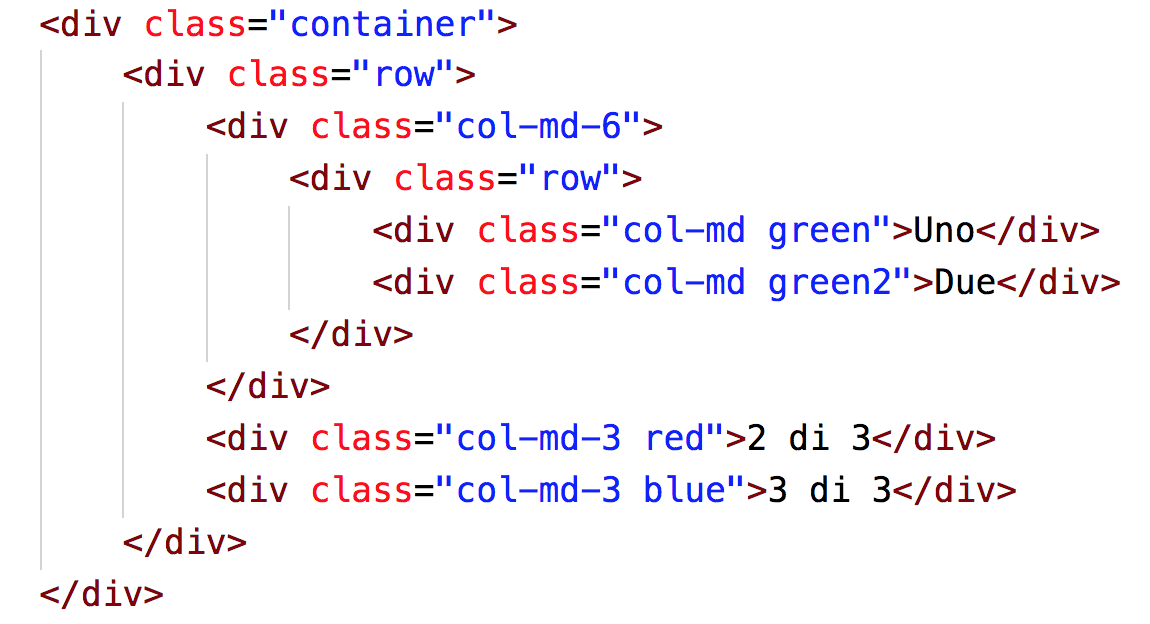 <div class="container">
    <div class="row">
        <div class="col-md-6">
            <div class="row">
                <div class="col-md green">Uno</div>
                <div class="col-md green2">Due</div>
            </div>
        </div>
        <div class="col-md-3 red">2 di 3</div>
        <div class="col-md-3 blue">3 di 3</div>
    </div>
</div>